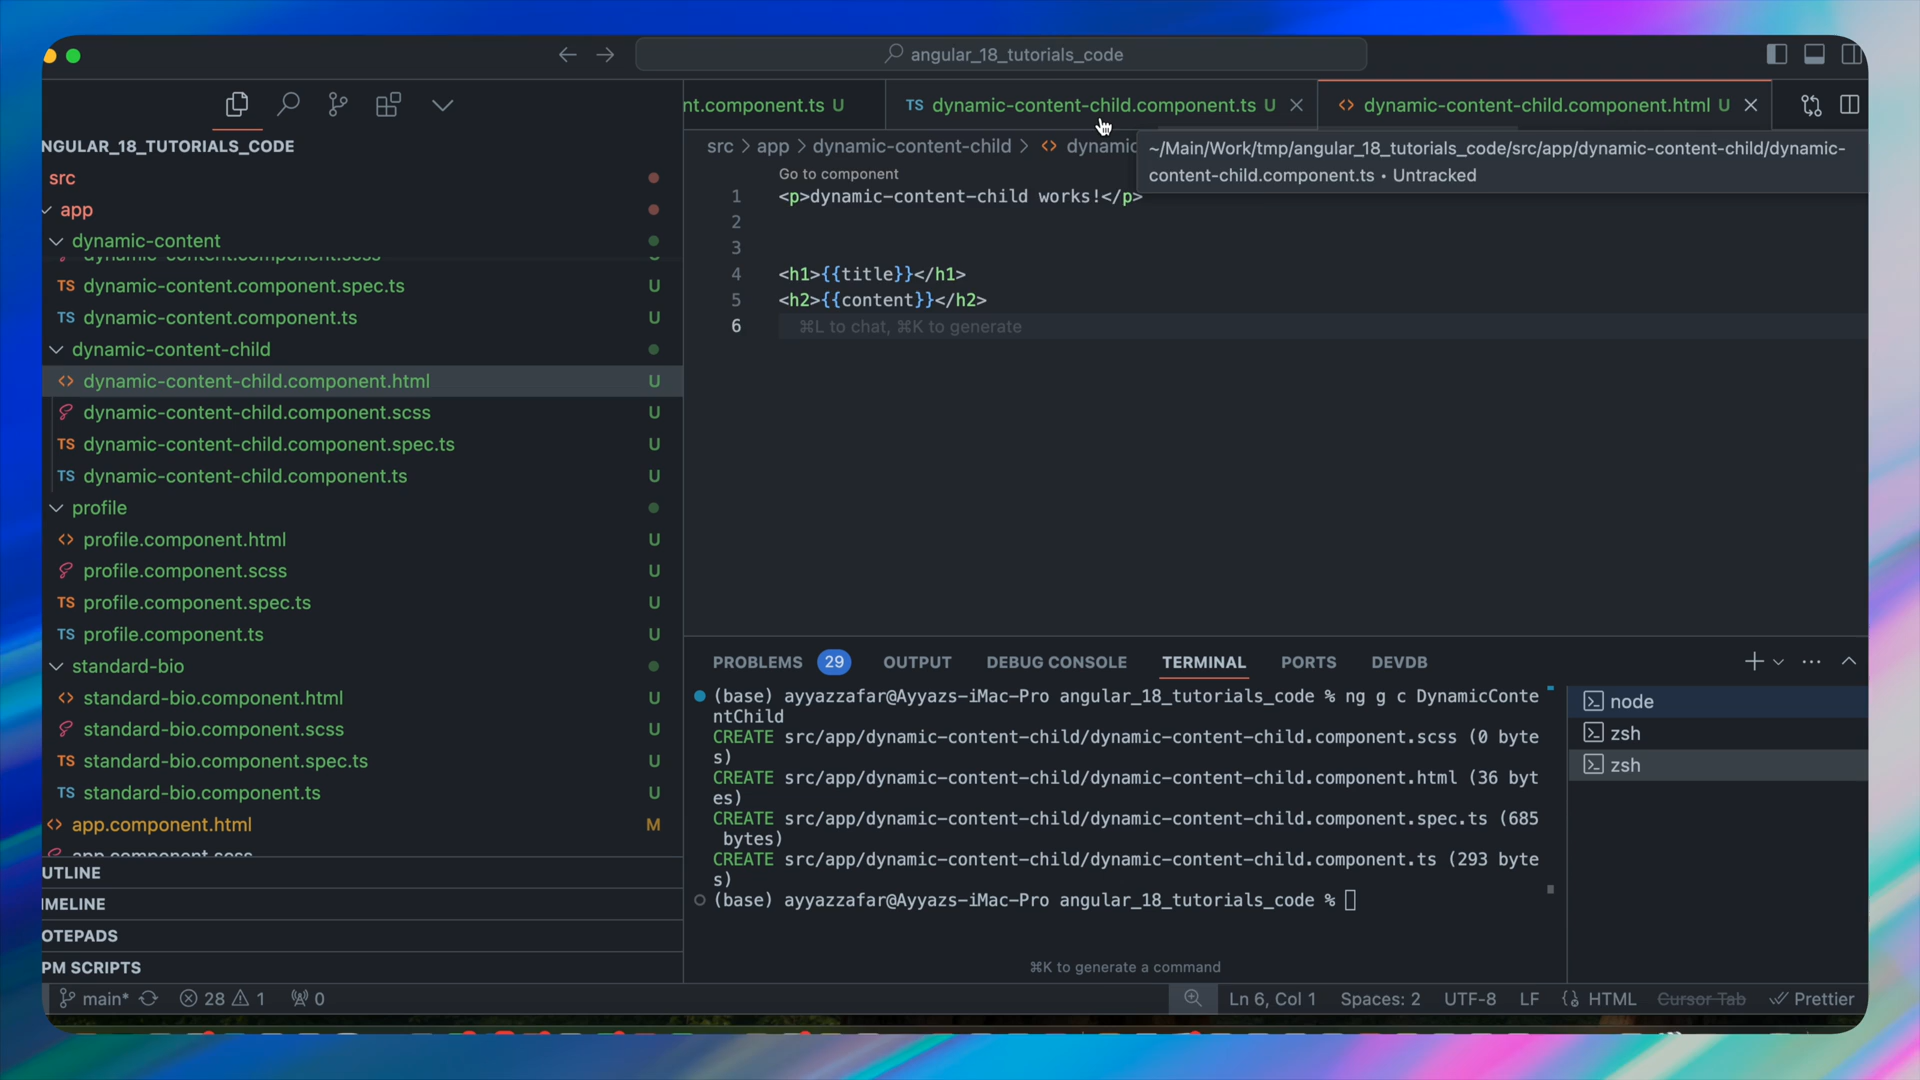 angular_18_tutorials_code
nt.component.ts U
TS dynamic-content-child.component.ts U
<> dynamic-content-child.component.html U
NGULAR_18_TUTORIALS_CODE
src
app
dynamic-content
dynamic-content.component.scss U
TS dynamic-content.component.spec.ts U
TS dynamic-content.component.ts U
dynamic-content-child
<> dynamic-content-child.component.html U
dynamic-content-child.component.scss U
TS dynamic-content-child.component.spec.ts U
TS dynamic-content-child.component.ts U
profile
<> profile.component.html U
profile.component.scss U
TS profile.component.spec.ts U
TS profile.component.ts U
standard-bio
<> standard-bio.component.html U
standard-bio.component.scss U
TS standard-bio.component.spec.ts U
TS standard-bio.component.ts U
<> app.component.html M
app.component.scss
UTLINE
IMELINE
OTEPADS
PM SCRIPTS
src > app > dynamic-content-child > <> dynamic
~/Main/Work/tmp/angular_18_tutorials_code/src/app/dynamic-content-child/dynamic-
content-child.component.ts • Untracked
Go to component
1 <p>dynamic-content-child works!</p>
2
3
4 <h1>{{title}}</h1>
5 <h2>{{content}}</h2>
6 ⌘L to chat, ⌘K to generate
PROBLEMS 29 OUTPUT DEBUG CONSOLE TERMINAL PORTS DEVDB
(base) ayyazzafar@Ayyazs-iMac-Pro angular_18_tutorials_code % ng g c DynamicConte
ntChild
CREATE src/app/dynamic-content-child/dynamic-content-child.component.scss (0 byte
s)
CREATE src/app/dynamic-content-child/dynamic-content-child.component.html (36 byt
es)
CREATE src/app/dynamic-content-child/dynamic-content-child.component.spec.ts (685
bytes)
CREATE src/app/dynamic-content-child/dynamic-content-child.component.ts (293 byte
s)
(base) ayyazzafar@Ayyazs-iMac-Pro angular_18_tutorials_code %
node
zsh
zsh
⌘K to generate a command
main* 28 1 0
Ln 6, Col 1 Spaces: 2 UTF-8 LF HTML Cursor Tab Prettier